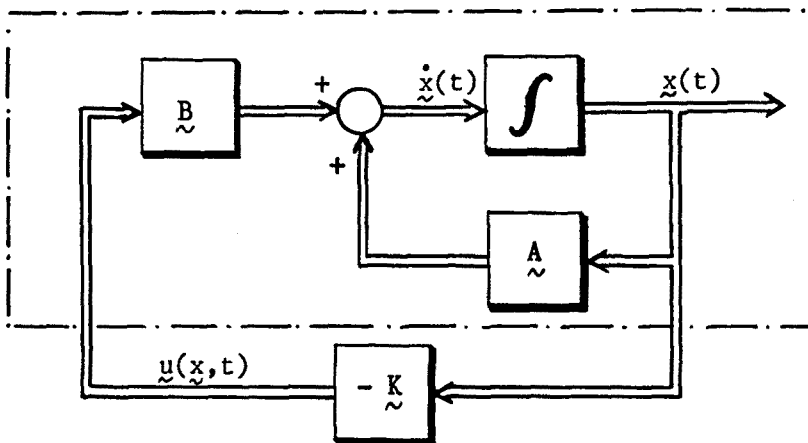 B
+
ẋ(t)
∫
x(t)
+
A
u(x,t)
- K